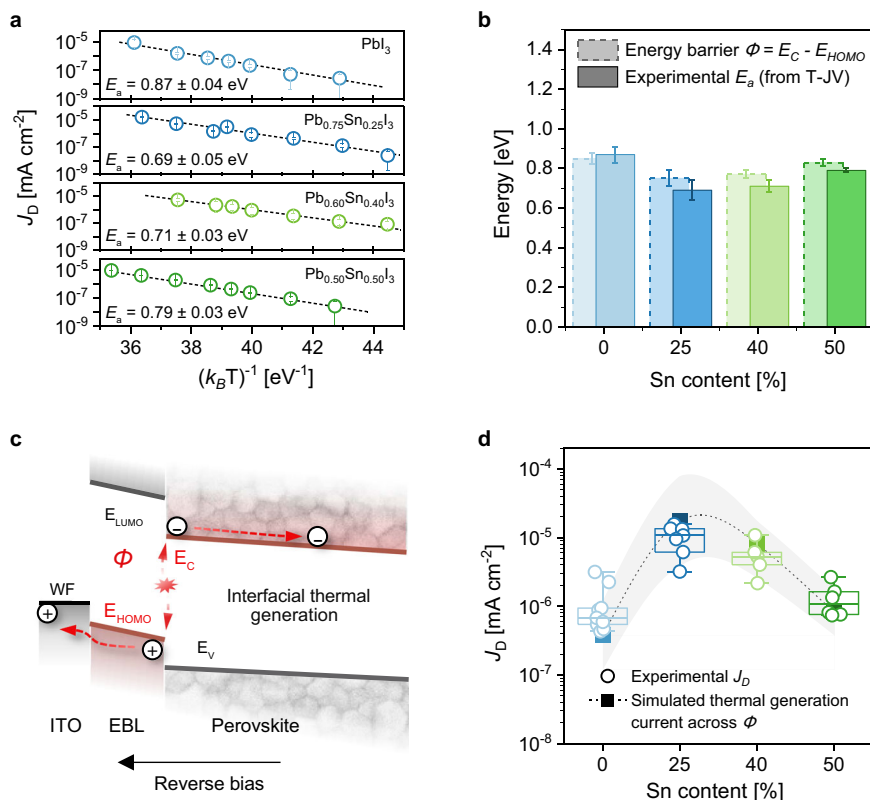 a
10⁻⁵
10⁻⁷
10⁻⁹
PbI₃
Eₐ = 0.87 ± 0.04 eV
10⁻⁵
10⁻⁷
10⁻⁹
Pb₀.₇₅Sn₀.₂₅I₃
Eₐ = 0.69 ± 0.05 eV
10⁻⁵
10⁻⁷
10⁻⁹
Pb₀.₆₀Sn₀.₄₀I₃
Eₐ = 0.71 ± 0.03 eV
10⁻⁵
10⁻⁷
10⁻⁹
Pb₀.₅₀Sn₀.₅₀I₃
Eₐ = 0.79 ± 0.03 eV
J_D [mA cm⁻²]
36 38 40 42 44
(k_BT)⁻¹ [eV⁻¹]
b
Energy barrier Φ = E_C - E_HOMO
Experimental Eₐ (from T-JV)
1.4
1.2
1.0
0.8
0.6
0.4
0.2
0.0
Energy [eV]
0 25 40 50
Sn content [%]
c
E_LUMO
Φ
E_C
WF
E_HOMO
Interfacial thermal
generation
E_V
− −
+ +
ITO EBL Perovskite
Reverse bias
d
10⁻⁴
10⁻⁵
10⁻⁶
10⁻⁷
10⁻⁸
J_D [mA cm⁻²]
Experimental J_D
Simulated thermal generation
current across Φ
0 25 40 50
Sn content [%]